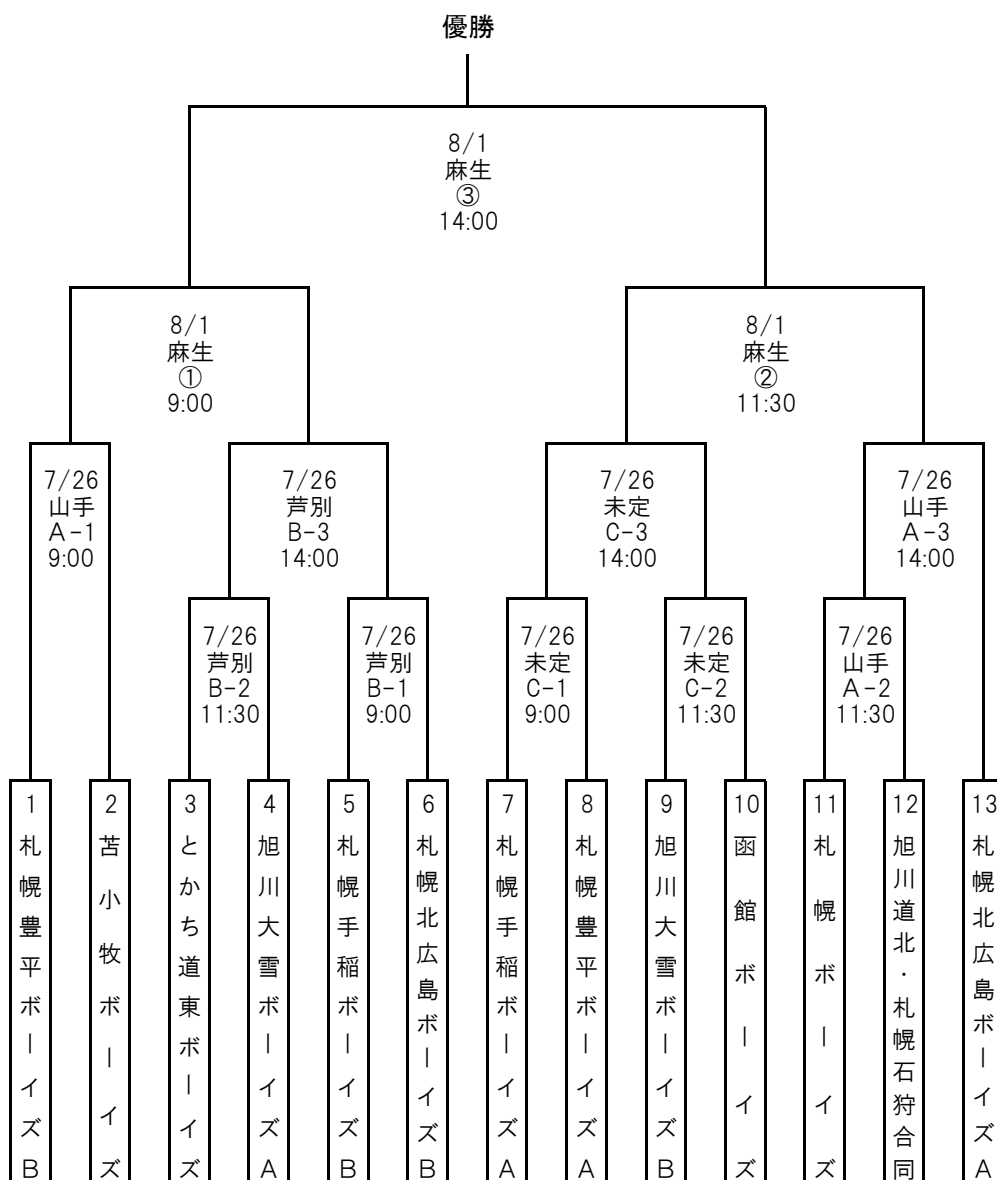 優勝
8/1
麻生
③
14:00
8/1
麻生
①
9:00
8/1
麻生
②
11:30
7/26
山手
A-1
9:00
7/26
芦別
B-3
14:00
7/26
未定
C-3
14:00
7/26
山手
A-3
14:00
7/26
芦別
B-2
11:30
7/26
芦別
B-1
9:00
7/26
未定
C-1
9:00
7/26
未定
C-2
11:30
7/26
山手
A-2
11:30
1
札幌豊平ボーイズB
2
苫小牧ボーイズ
3
とかち道東ボーイズ
4
旭川大雪ボーイズA
5
札幌手稲ボーイズB
6
札幌北広島ボーイズB
7
札幌手稲ボーイズA
8
札幌豊平ボーイズA
9
旭川大雪ボーイズB
10
函館ボーイズ
11
札幌ボーイズ
12
旭川道北・札幌石狩合同
13
札幌北広島ボーイズA